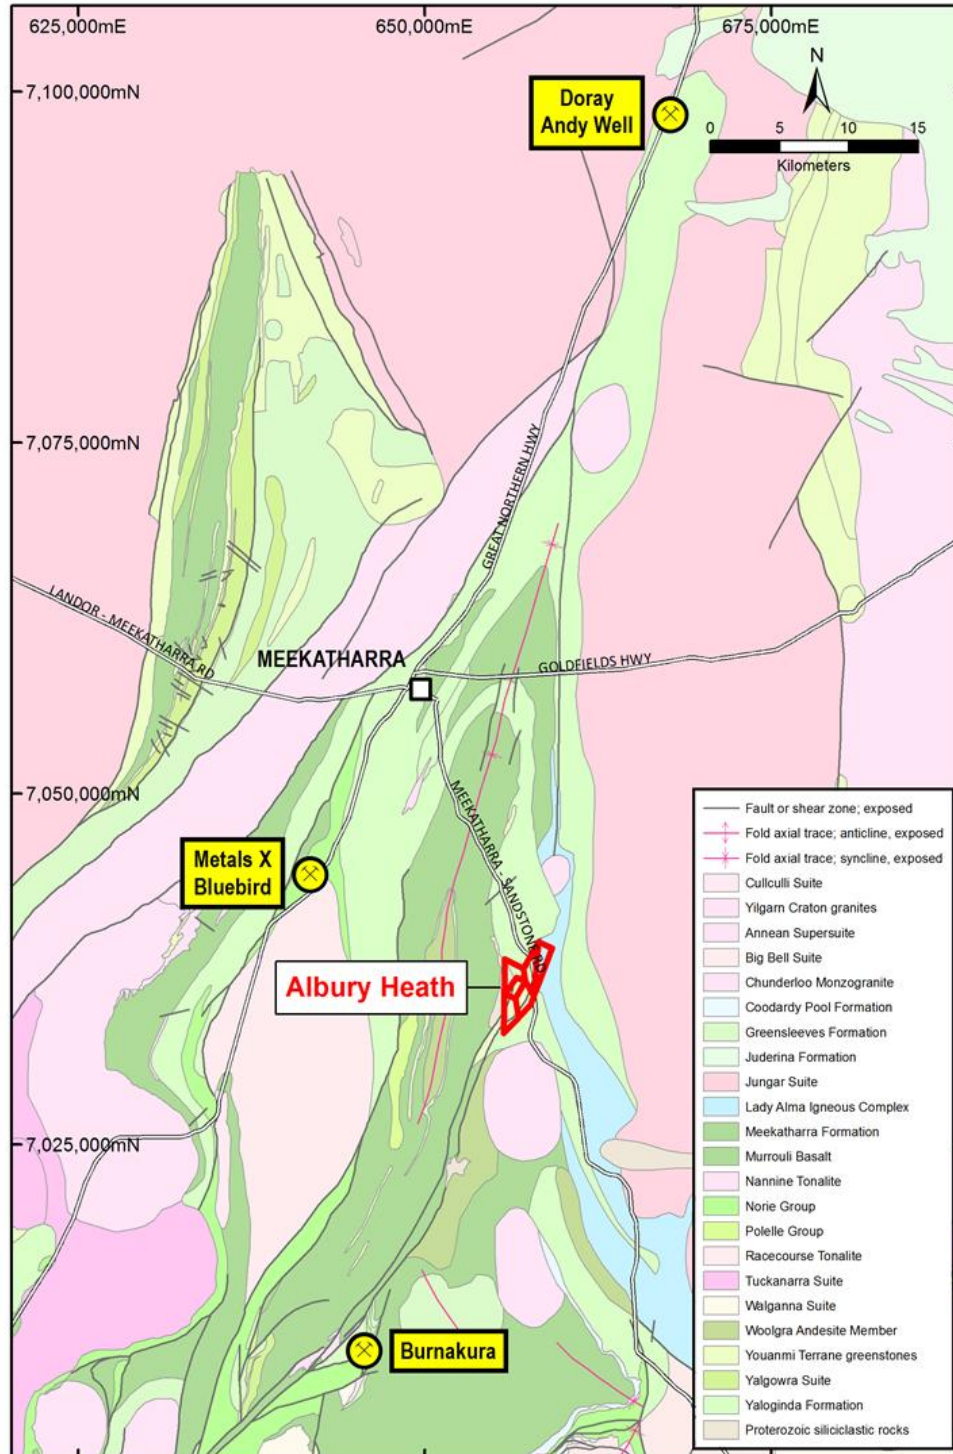 625,000mE
650,000mE
675,000mE
7,100,000mN
Doray
Andy Well
N
0 5 10 15
Kilometers
7,075,000mN
GREAT NORTHERN HWY
LANDOR - MEEKATHARRA RD
MEEKATHARRA
GOLDFIELDS HWY
7,050,000mN
MEEKATHARRA - SANDSTONE RD
Metals X
Bluebird
Albury Heath
7,025,000mN
Burnakura
Fault or shear zone; exposed
Fold axial trace; anticline, exposed
Fold axial trace; syncline, exposed
Cullculli Suite
Yilgarn Craton granites
Annean Supersuite
Big Bell Suite
Chunderloo Monzogranite
Coodardy Pool Formation
Greensleeves Formation
Juderina Formation
Jungar Suite
Lady Alma Igneous Complex
Meekatharra Formation
Murrouli Basalt
Nannine Tonalite
Norie Group
Polelle Group
Racecourse Tonalite
Tuckanarra Suite
Walganna Suite
Woolgra Andesite Member
Youanmi Terrane greenstones
Yalgowra Suite
Yaloginda Formation
Proterozoic siliciclastic rocks